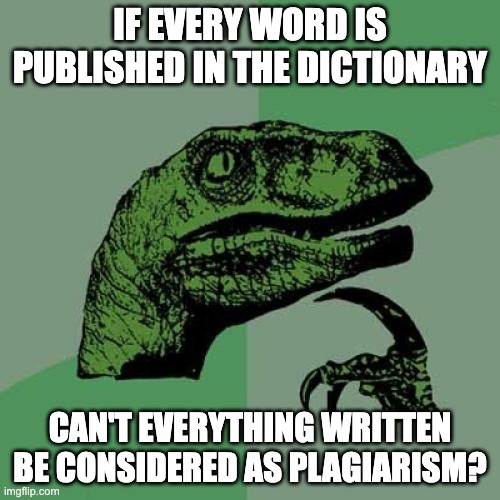 IF EVERY WORD IS
PUBLISHED IN THE DICTIONARY
CAN'T EVERYTHING WRITTEN
BE CONSIDERED AS PLAGIARISM?
imgflip.com